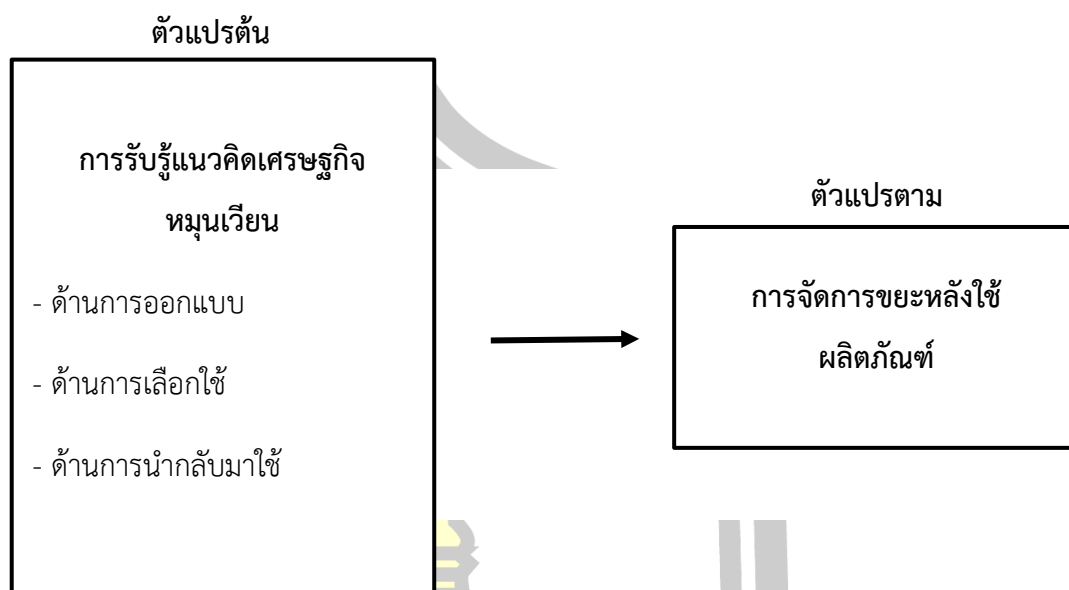 ตัวแปรต้น
การรับรู้แนวคิดเศรษฐกิจ
หมุนเวียน
- ด้านการออกแบบ
- ด้านการเลือกใช้
- ด้านการนำกลับมาใช้
ตัวแปรตาม
การจัดการขยะหลังใช้
ผลิตภัณฑ์